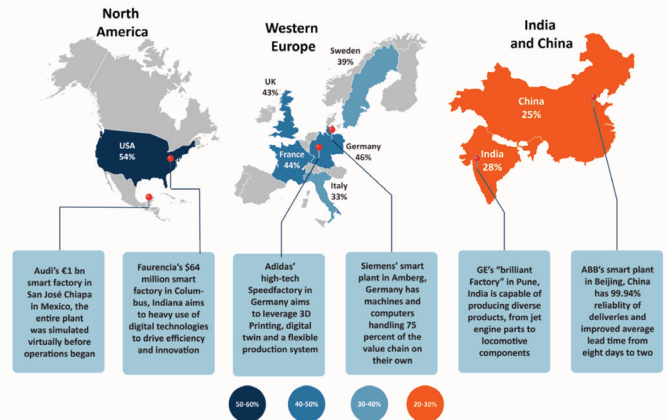 North
America
Western
Europe
India
and China
Sweden
39%
UK
43%
USA
54%
France
44%
Germany
46%
Italy
33%
China
25%
India
28%
Audi's €1 bn
smart factory in
San José Chiapa
in Mexico, the
entire plant
was simulated
virtually before
operations began
Faurencia's $64
million smart
factory in Colum-
bus, Indiana aims
to heavy use of
digital technologies
to drive efficiency
and innovation
Adidas'
high-tech
Speedfactory in
Germany aims
to leverage 3D
Printing, digital
twin and a flexible
production system
Siemens' smart
plant in Amberg,
Germany has
machines and
computers
handling 75
percent of the
value chain on
their own
GE's "brilliant
Factory" in Pune,
India is capable of
producing diverse
products, from jet
engine parts to
locomotive
components
ABB's smart plant
in Beijing, China
has 99.94%
reliablity of
deliveries and
improved average
lead time from
eight days to two
50-60%
40-50%
30-40%
20-30%